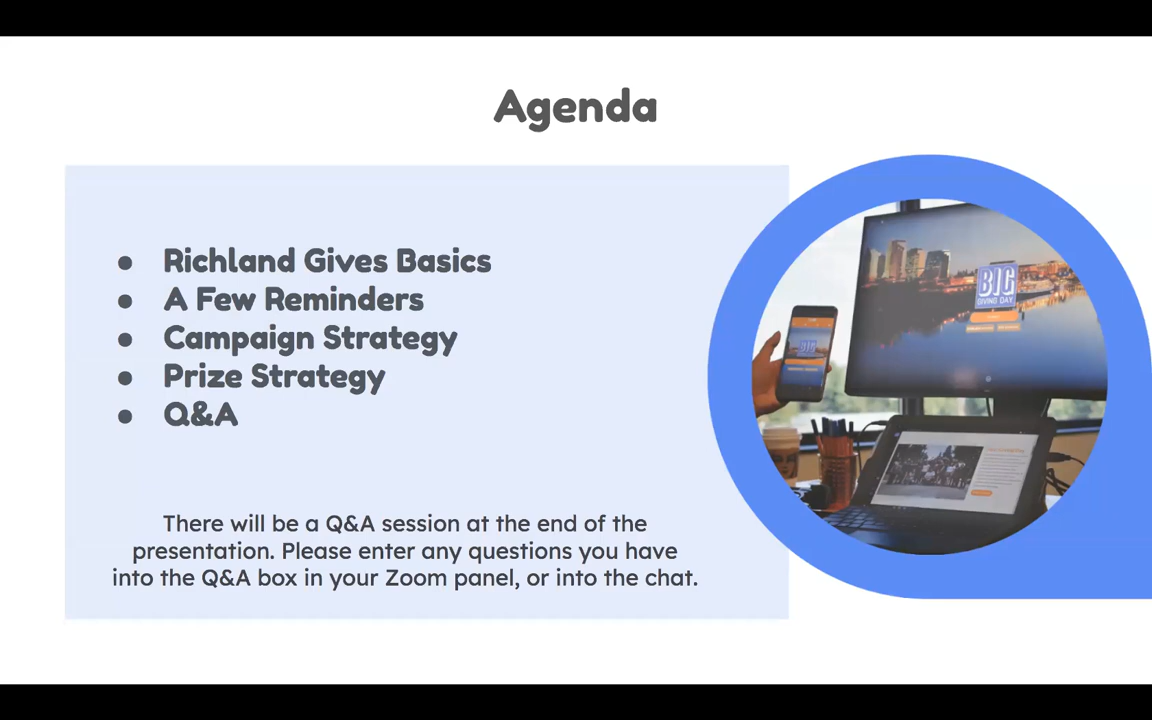 Agenda
● Richland Gives Basics
● A Few Reminders
● Campaign Strategy
● Prize Strategy
● Q&A
There will be a Q&A session at the end of the
presentation. Please enter any questions you have
into the Q&A box in your Zoom panel, or into the chat.
BIG
GIVING DAY
BIG